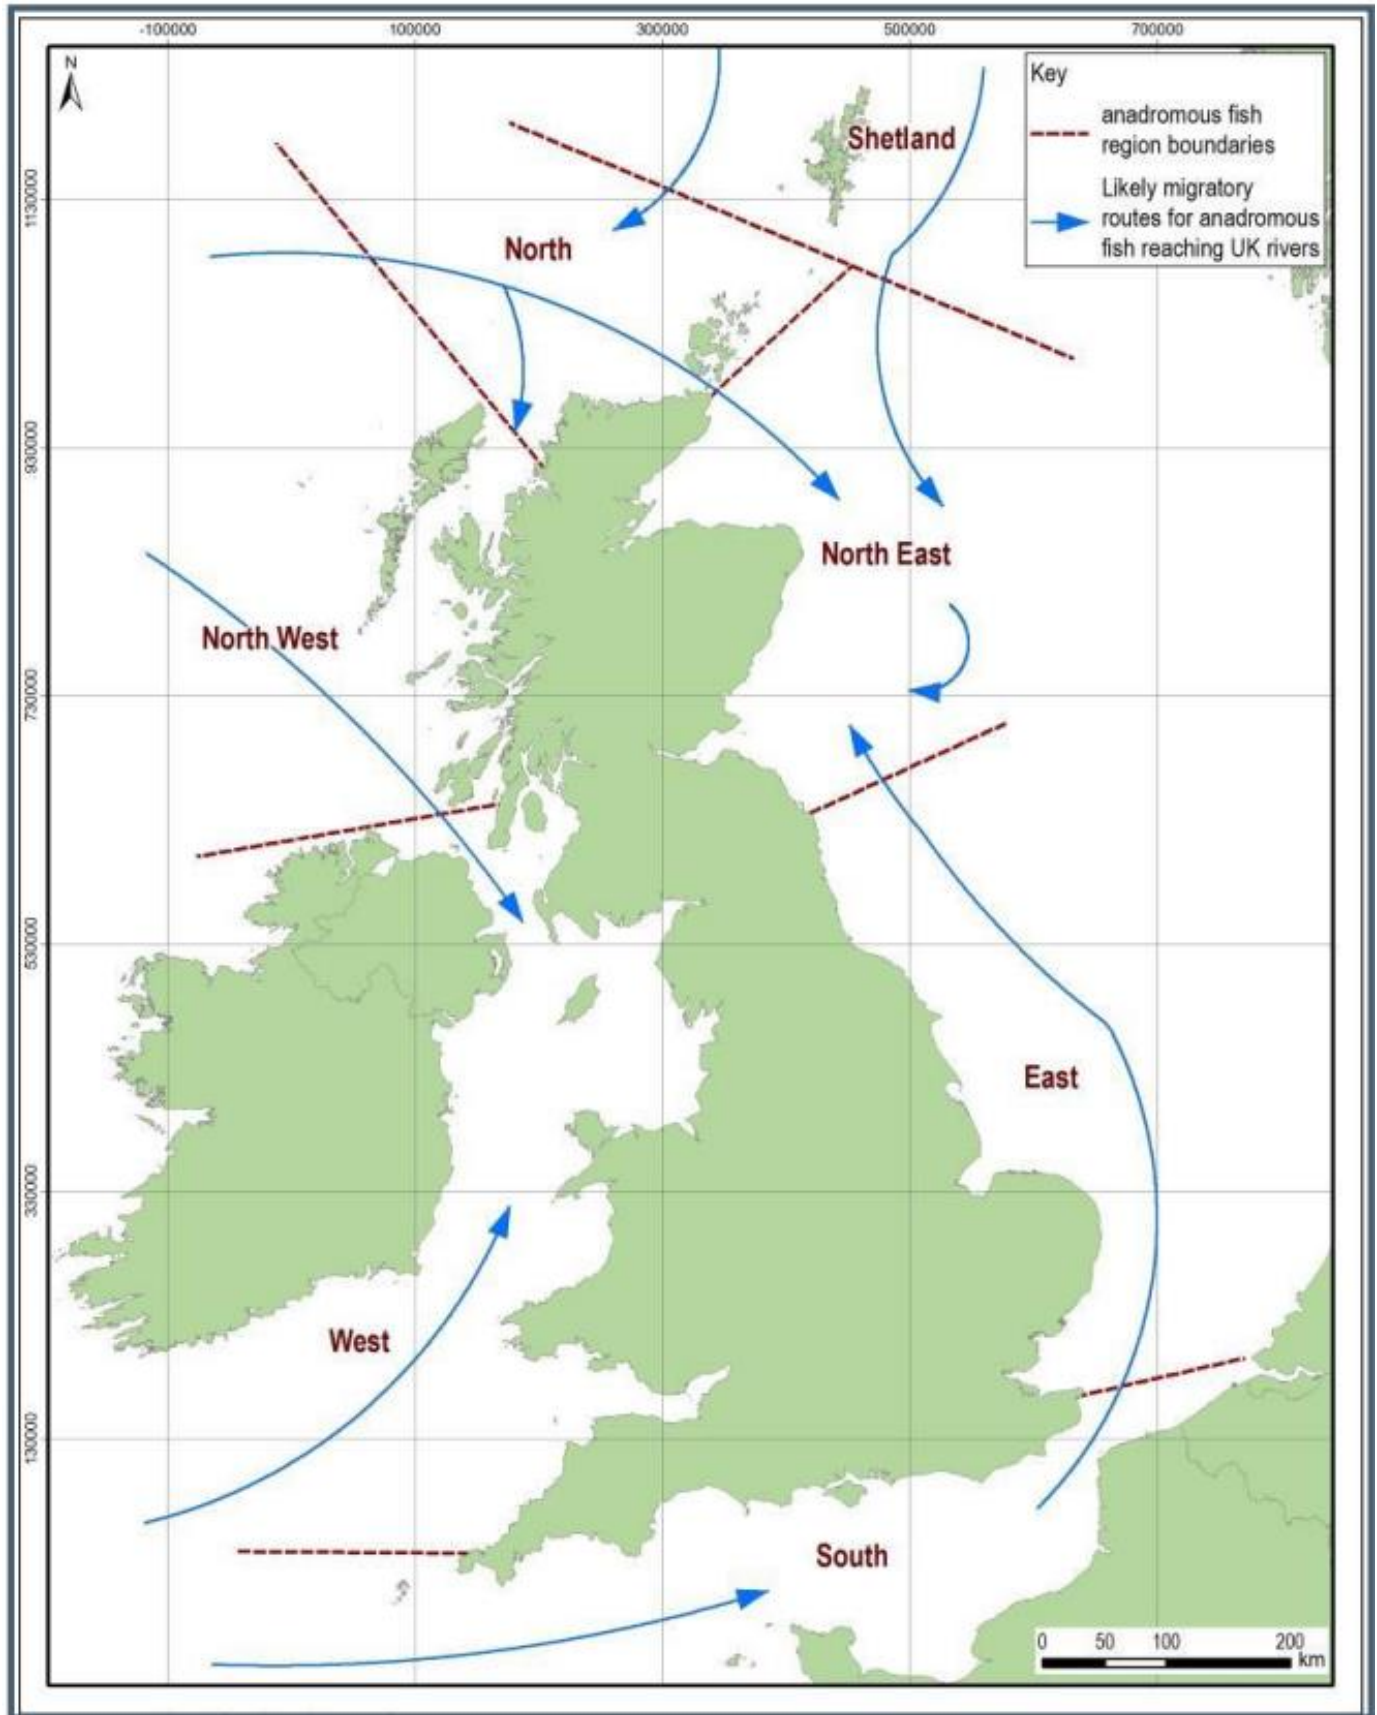 -100000 100000 300000 500000 700000
N
Key
anadromous fish
region boundaries
Likely migratory
routes for anadromous
fish reaching UK rivers
Shetland
1130000
North
930000
North East
North West
730000
530000
East
330000
West
130000
South
0 50 100 200
km